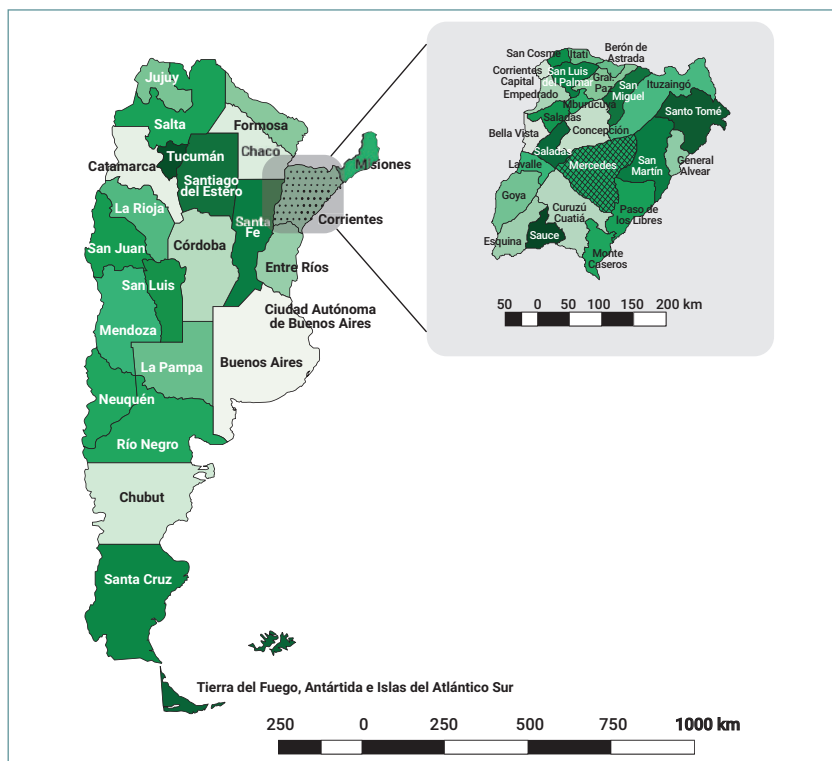 Jujuy
Salta
Formosa
Chaco
Tucumán
Catamarca
Santiago
del Estero
Misiones
Corrientes
La Rioja
Santa
Fe
Córdoba
San Juan
Entre Ríos
San Luis
Ciudad Autónoma
de Buenos Aires
Mendoza
Buenos Aires
La Pampa
Neuquén
Río Negro
Chubut
Santa Cruz
Tierra del Fuego, Antártida e Islas del Atlántico Sur
250 0 250 500 750 1000 km
San Cosme
Itatí
Berón de
Astrada
Corrientes
Capital
San Luis
del Palmar
Gral.
Paz
Ituzaingó
Empedrado
San
Miguel
Mburucuya
Santo Tomé
Saladas
Bella Vista
Concepción
Saladas
Lavalle
Mercedes
San
Martín
General
Alvear
Goya
Curuzú
Cuatiá
Paso de
los Libres
Esquina
Sauce
Monte
Caseros
50 0 50 100 150 200 km